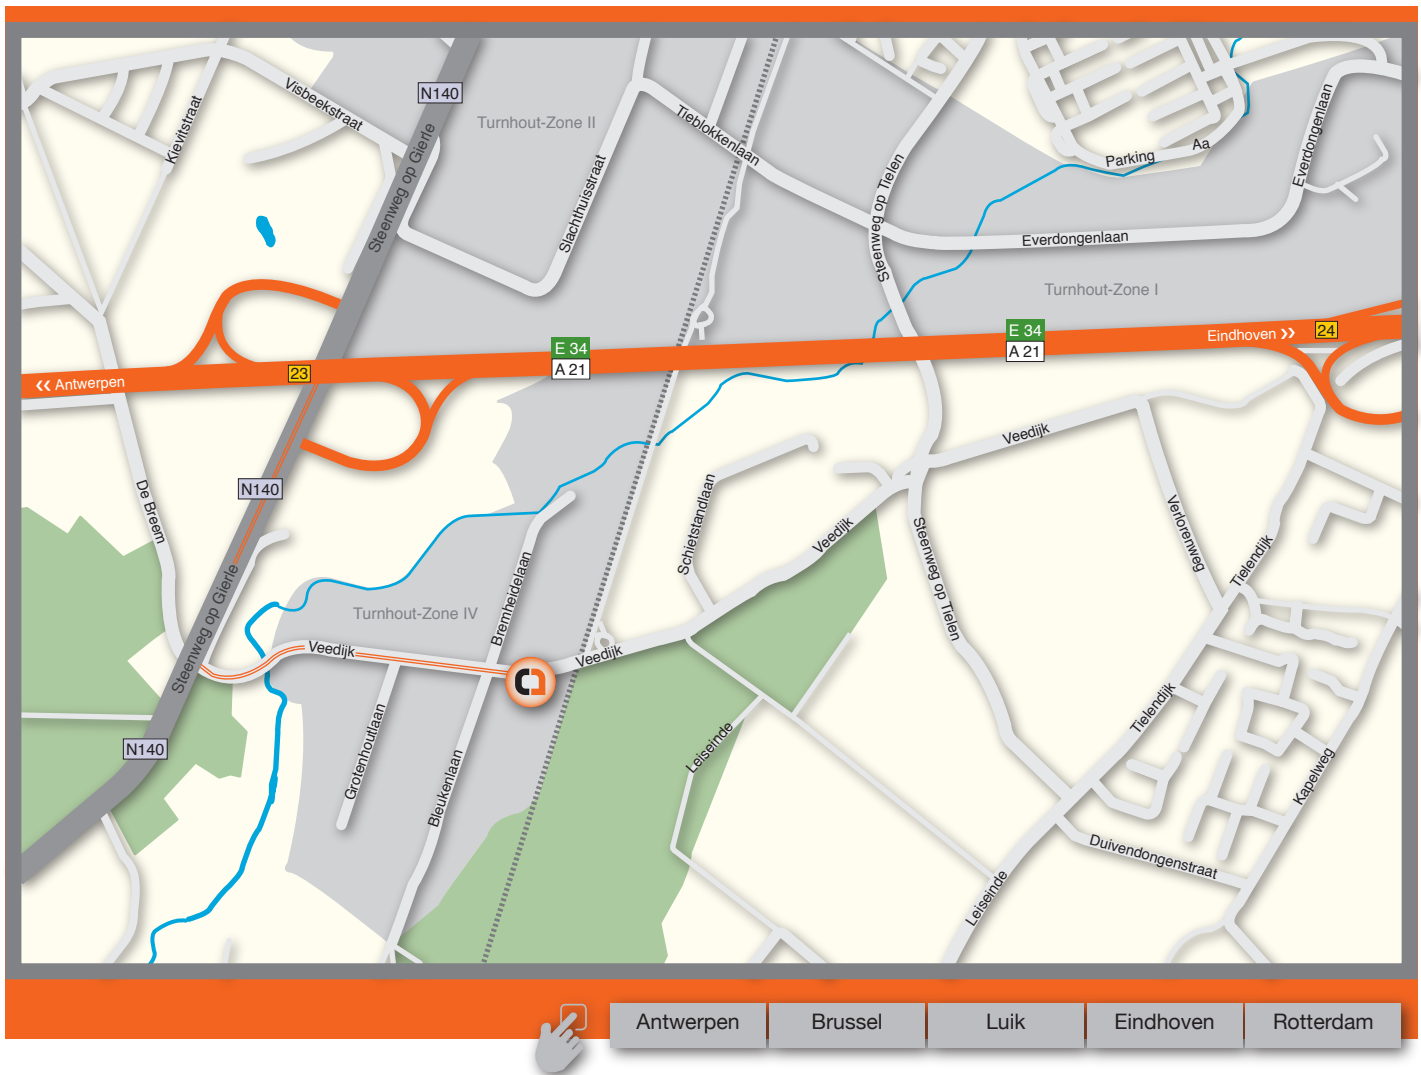 N140
Visbeekstraat
Kievitstraat
Steenweg op Gierle
Turnhout-Zone II
Tieblokkenlaan
Slachthuisstraat
Steenweg op Tielen
Parking
Aa
Everdongenlaan
Everdongenlaan
Turnhout-Zone I
E 34
A 21
E 34
A 21
Eindhoven ››
24
‹‹ Antwerpen
23
N140
De Breem
Veedijk
Schietstandlaan
Veedijk
Steenweg op Tielen
Verlorenweg
Tielendijk
Steenweg op Gierle
Turnhout-Zone IV
Bremheidelaan
Veedijk
Veedijk
Grotenhoutlaan
Bleukenlaan
Leiseinde
Tielendijk
Kapelweg
N140
Duivendongenstraat
Leiseinde
Antwerpen
Brussel
Luik
Eindhoven
Rotterdam